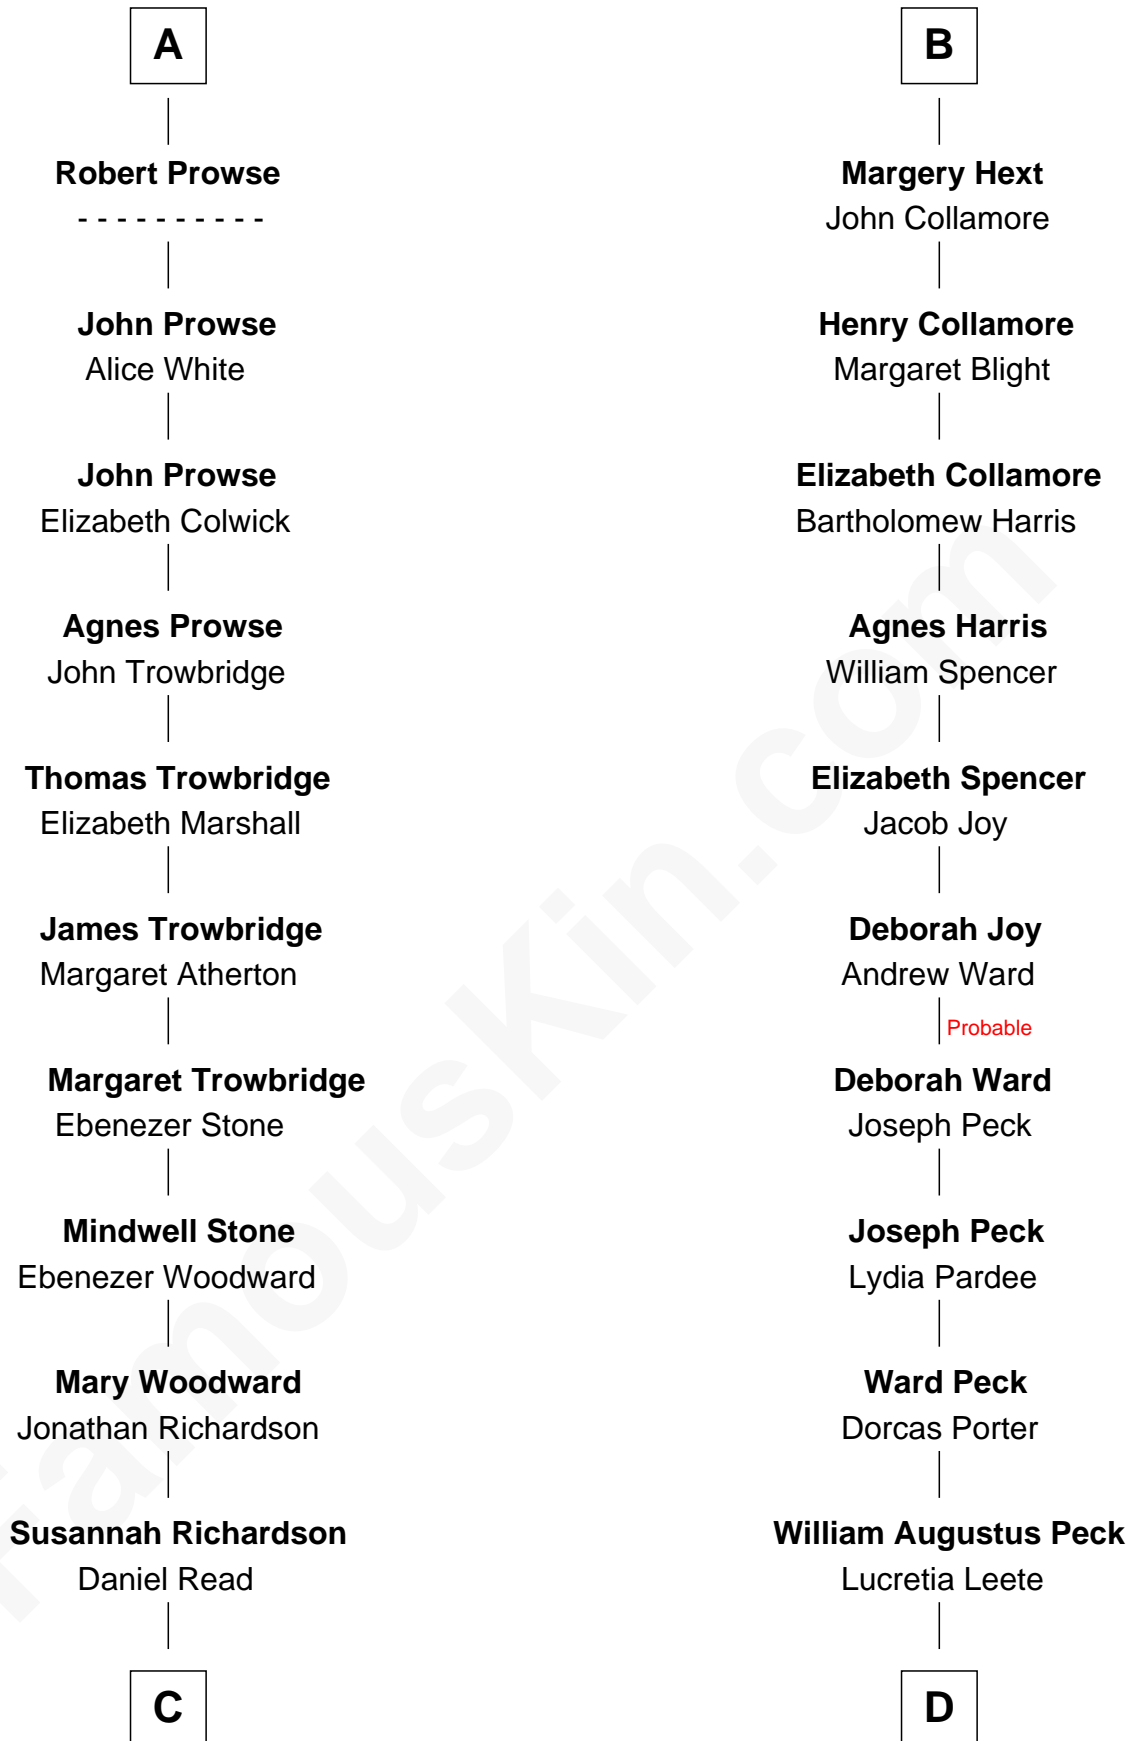 A
Robert Prowse
- - - - - - - - - -
John Prowse
Alice White
John Prowse
Elizabeth Colwick
Agnes Prowse
John Trowbridge
Thomas Trowbridge
Elizabeth Marshall
James Trowbridge
Margaret Atherton
Margaret Trowbridge
Ebenezer Stone
Mindwell Stone
Ebenezer Woodward
Mary Woodward
Jonathan Richardson
Susannah Richardson
Daniel Read
C
B
Margery Hext
John Collamore
Henry Collamore
Margaret Blight
Elizabeth Collamore
Bartholomew Harris
Agnes Harris
William Spencer
Elizabeth Spencer
Jacob Joy
Deborah Joy
Andrew Ward
Probable
Deborah Ward
Joseph Peck
Joseph Peck
Lydia Pardee
Ward Peck
Dorcas Porter
William Augustus Peck
Lucretia Leete
D
FamousKin.com